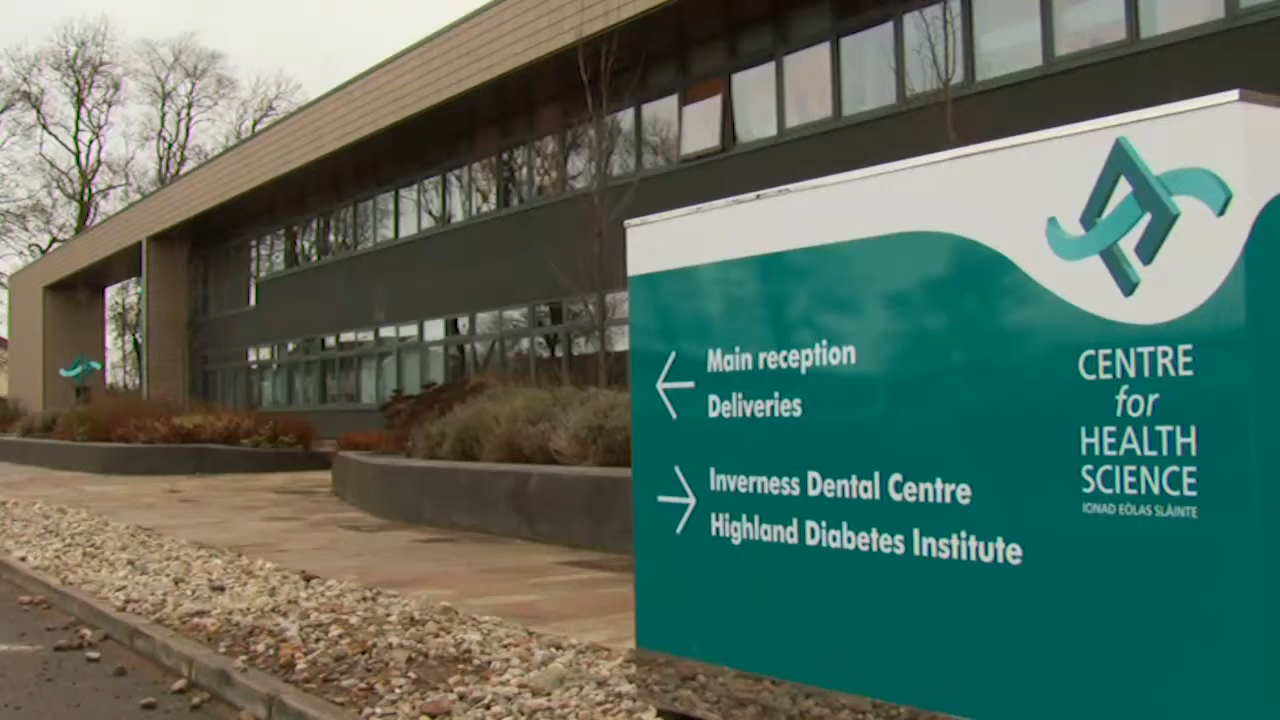 Main reception
Deliveries
Inverness Dental Centre
Highland Diabetes Institute
CENTRE
for
HEALTH
SCIENCE
IONAD EÒLAS SLÀINTE